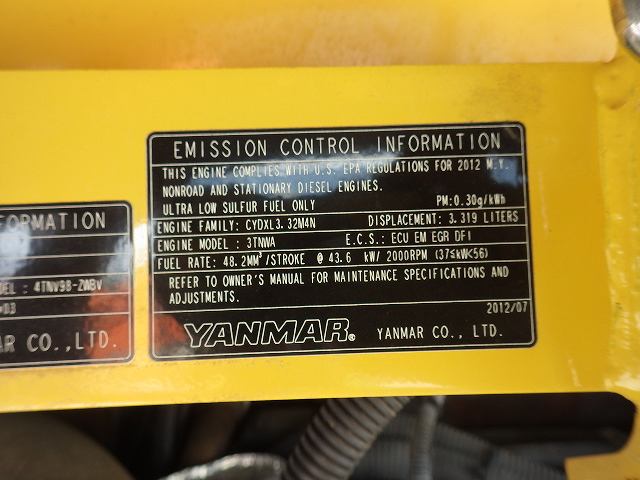 EMISSION CONTROL INFORMATION
THIS ENGINE COMPLIES WITH U.S. EPA REGULATIONS FOR 2012 M.Y.
NONROAD AND STATIONARY DIESEL ENGINES.
ULTRA LOW SULFUR FUEL ONLY PM:0.30g/kWh
ENGINE FAMILY: CYDXL3.32M4N DISPLACEMENT: 3.319 LITERS
ENGINE MODEL : 3TNWA E.C.S.: ECU EM EGR DFI
FUEL RATE: 48.2MM³/STROKE @ 43.6 kW/ 2000RPM (37≤kW<56)
REFER TO OWNER'S MANUAL FOR MAINTENANCE SPECIFICATIONS AND
ADJUSTMENTS.
2012/07
YANMAR® YANMAR CO., LTD.
FORMATION
DEL : 4TNV98-ZWBV
AR CO.,LTD.